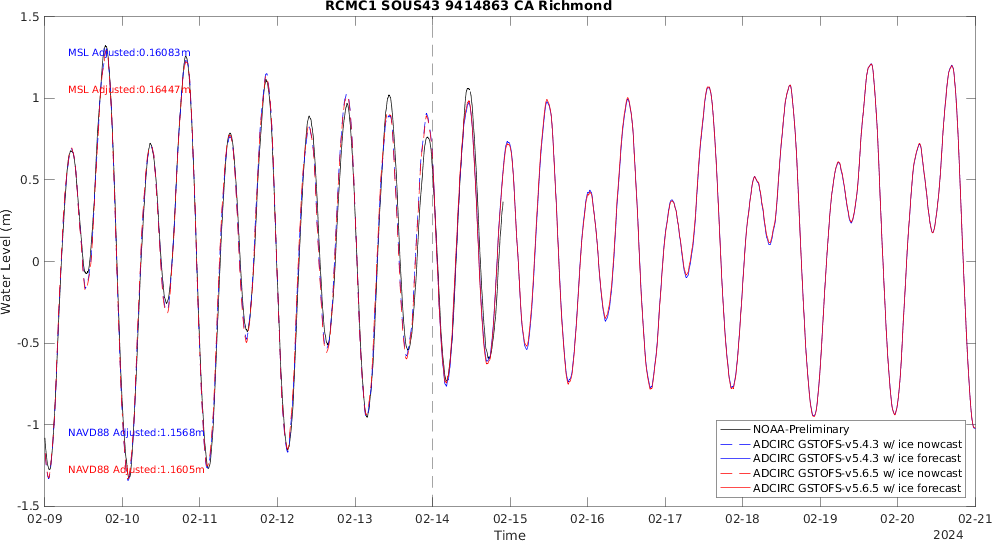 RCMC1 SOUS43 9414863 CA Richmond
1.5
1
0.5
0
-0.5
-1
-1.5
Water Level (m)
MSL Adjusted:0.16083m
MSL Adjusted:0.16447m
NAVD88 Adjusted:1.1568m
NAVD88 Adjusted:1.1605m
NOAA-Preliminary
ADCIRC GSTOFS-v5.4.3 w/ ice nowcast
ADCIRC GSTOFS-v5.4.3 w/ ice forecast
ADCIRC GSTOFS-v5.6.5 w/ ice nowcast
ADCIRC GSTOFS-v5.6.5 w/ ice forecast
02-09 02-10 02-11 02-12 02-13 02-14 02-15 02-16 02-17 02-18 02-19 02-20 02-21
Time
2024